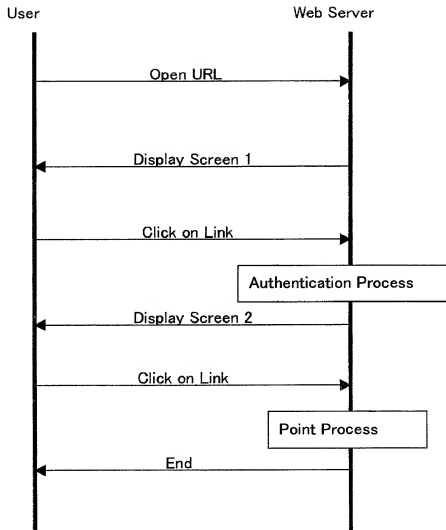 User
Web Server
Open URL
Display Screen 1
Click on Link
Authentication Process
Display Screen 2
Click on Link
Point Process
End